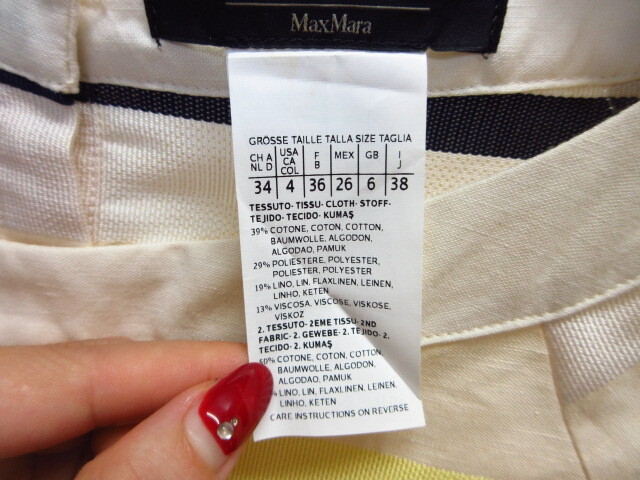 MaxMara
GRÖSSE TAILLE TALLA SIZE TAGLIA
CH A USA F MEX GB I
NL D CA B J
COL
34 4 36 26 6 38
TESSUTO- TISSU- CLOTH- STOFF-
TEJIDO- TECIDO- KUMAŞ
39% COTONE, COTON, COTTON,
BAUMWOLLE, ALGODON,
ALGODAO, PAMUK
29% POLIESTERE, POLYESTER,
POLIESTER, POLYESTER
19% LINO, LIN, FLAXLINEN, LEINEN,
LINHO, KETEN
13% VISCOSA, VISCOSE, VISKOSE,
VISKOZ
2. TESSUTO- 2EME TISSU- 2ND
FABRIC- 2. GEWEBE- 2. TEJIDO- 2.
TECIDO- 2. KUMAŞ
50% COTONE, COTON, COTTON,
BAUMWOLLE, ALGODON,
ALGODAO, PAMUK
% LINO, LIN, FLAXLINEN, LEINEN,
LINHO, KETEN
CARE INSTRUCTIONS ON REVERSE